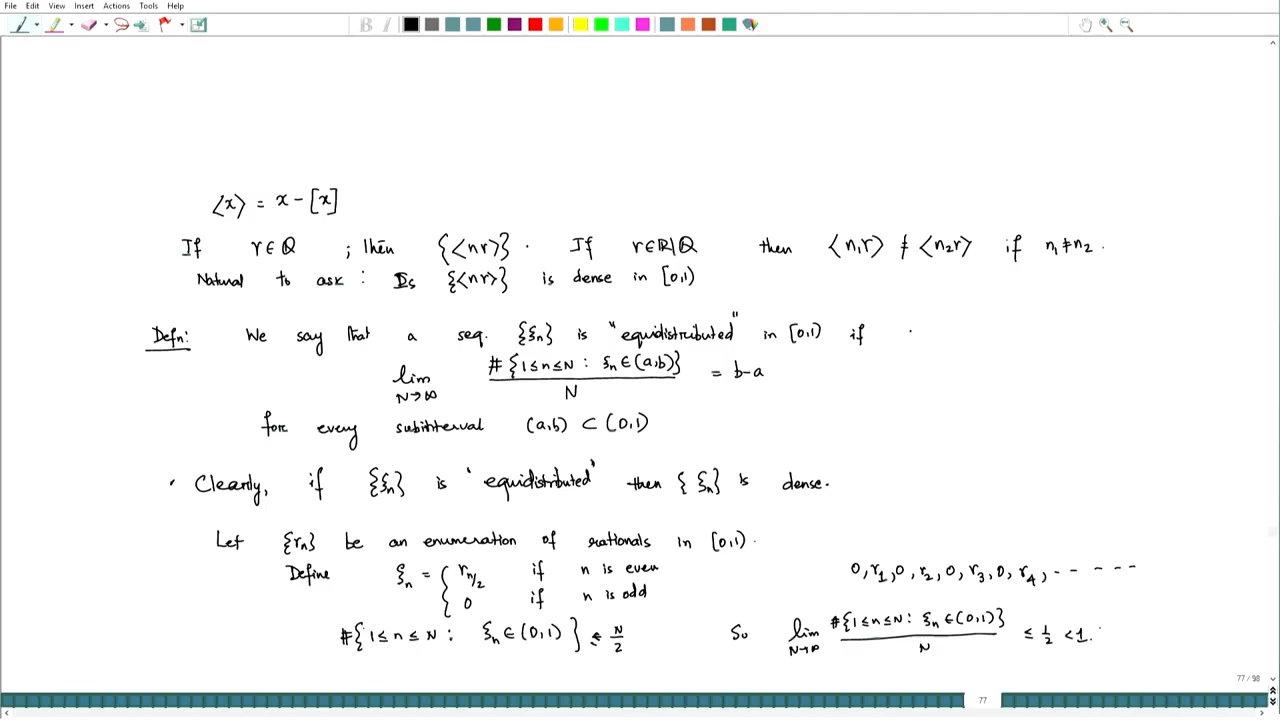 File Edit View Insert Actions Tools Help
⟨x⟩ = x − [x]
If r∈ℚ ; then {<nr>} . If r∈ℝ\ℚ then ⟨n₁r⟩ ≠ <n₂r> if n₁≠n₂ .
Natural to ask : Is {<nr>} is dense in [0,1)
Defn: We say that a seq. {ξₙ} is "equidistributed" in [0,1) if
lim_{N→∞} #{1≤n≤N : ξₙ∈(a,b)} / N = b-a
for every subinterval (a,b) ⊂ (0,1)
· Clearly, if {ξₙ} is 'equidistributed" then {ξₙ} is dense.
Let {rₙ} be an enumeration of rationals in [0,1).
Define ξₙ = { r_{n/2} if n is even
0 if n is odd
0, r₁, 0, r₂, 0, r₃, 0, r₄, - - - - - -
#{1≤n≤N : ξₙ∈(0,1)} ≤ N/2 So lim_{N→∞} #{1≤n≤N : ξₙ∈(0,1)} / N ≤ 1/2 < 1.
77 / 98
77